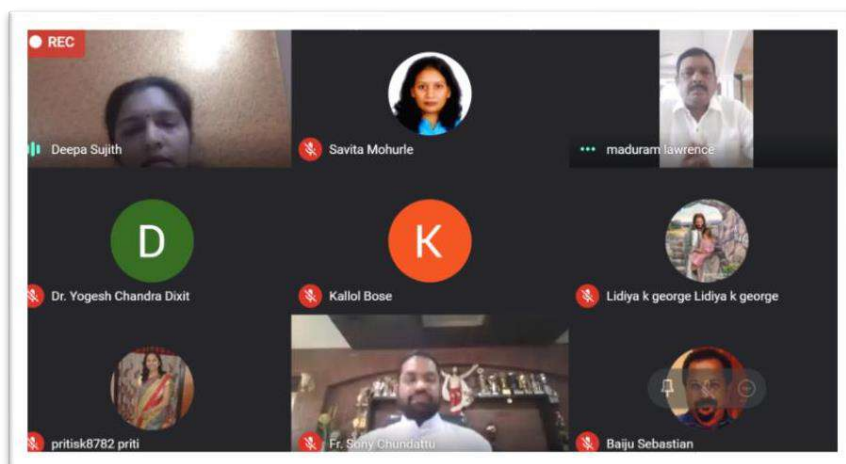 REC
Deepa Sujith
Savita Mohurle
maduram lawrence
D
K
Dr. Yogesh Chandra Dixit
Kallol Bose
Lidiya k george Lidiya k george
pritisk8782 priti
Fr. Sony Chundattu
Baiju Sebastian